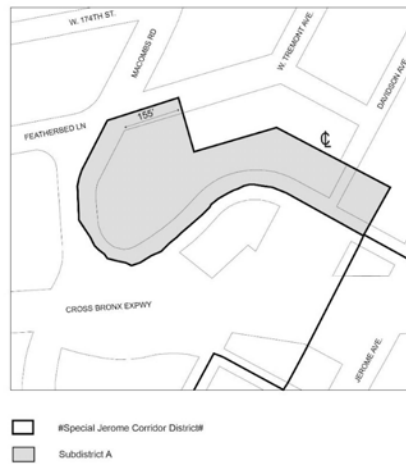 W. 174TH ST.
MACOMBS RD
W. TREMONT AVE.
DAVIDSON AVE
155'
FEATHERBED LN
℄
CROSS BRONX EXPWY
JEROME AVE.
#Special Jerome Corridor District#
Subdistrict A